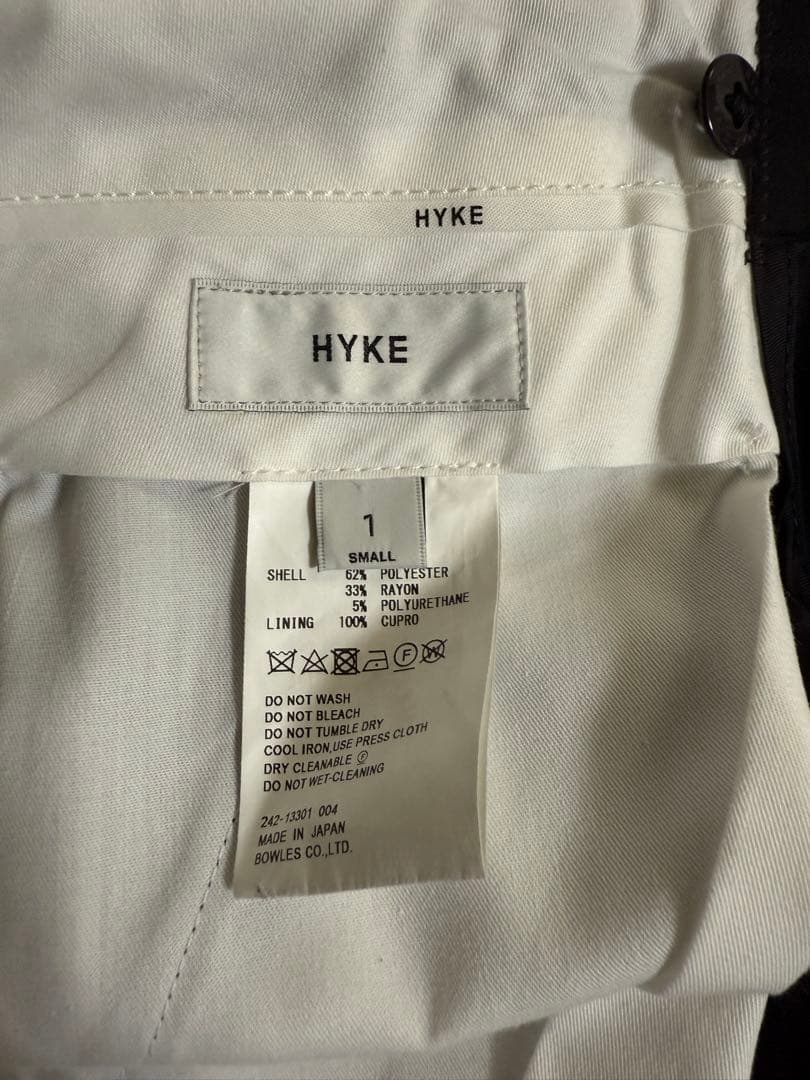 HYKE
HYKE
1
SMALL
SHELL 62% POLYESTER
33% RAYON
5% POLYURETHANE
LINING 100% CUPRO
F W
DO NOT WASH
DO NOT BLEACH
DO NOT TUMBLE DRY
COOL IRON,USE PRESS CLOTH
DRY CLEANABLE Ⓕ
DO NOT WET-CLEANING
242-13301 004
MADE IN JAPAN
BOWLES CO.,LTD.